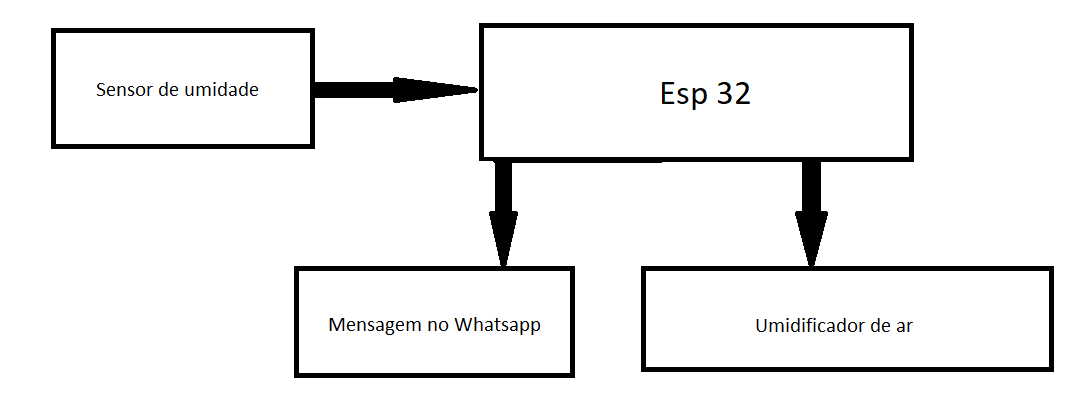 Sensor de umidade
Esp 32
Mensagem no Whatsapp
Umidificador de ar